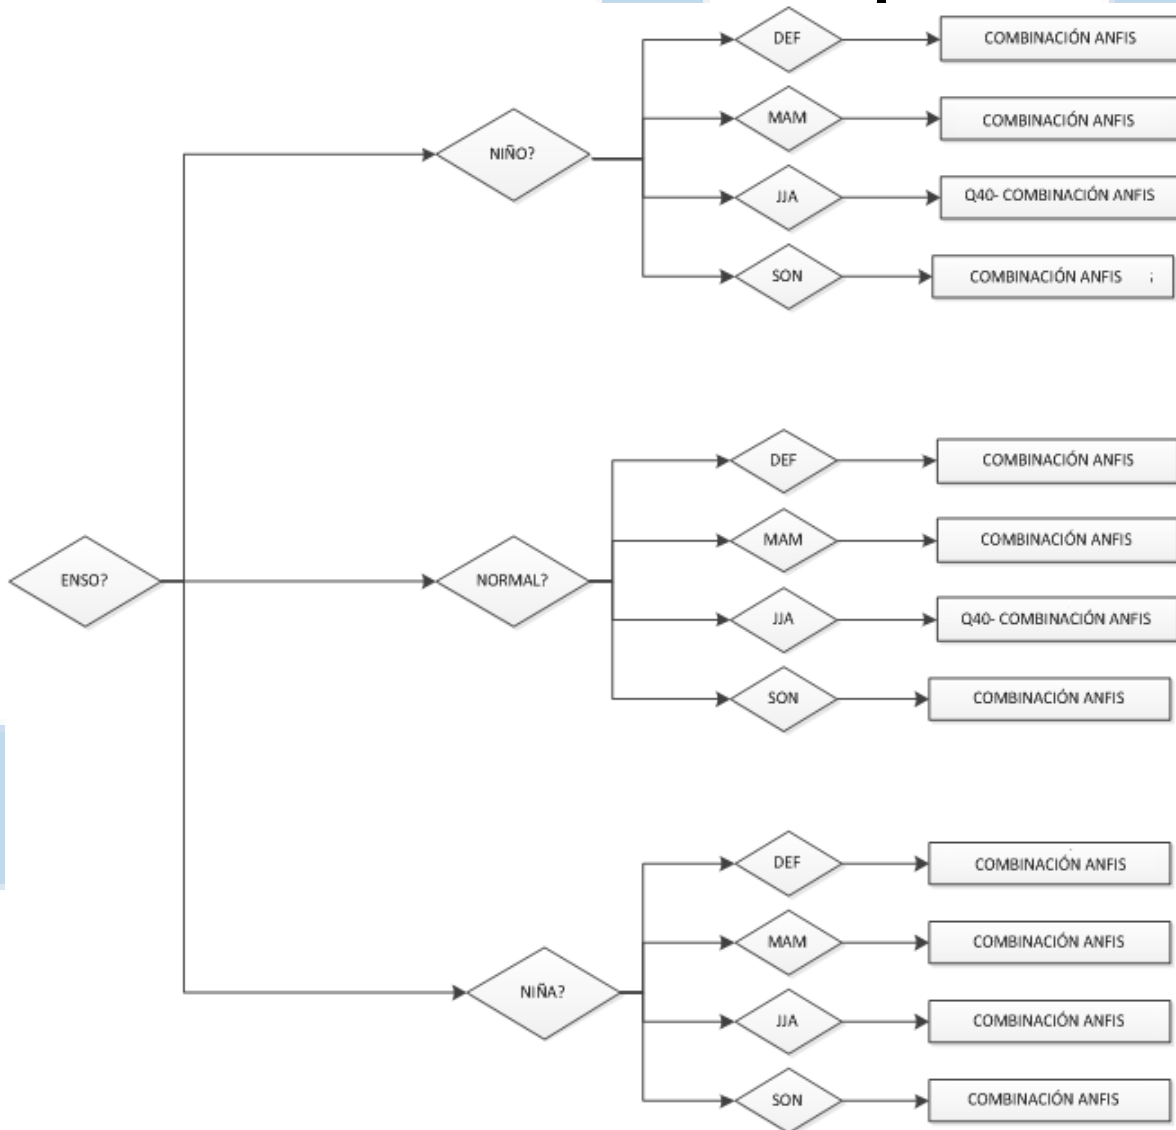 ENSO?
NIÑO?
DEF
COMBINACIÓN ANFIS
MAM
COMBINACIÓN ANFIS
JJA
Q40- COMBINACIÓN ANFIS
SON
COMBINACIÓN ANFIS ;
NORMAL?
DEF
COMBINACIÓN ANFIS
MAM
COMBINACIÓN ANFIS
JJA
Q40- COMBINACIÓN ANFIS
SON
COMBINACIÓN ANFIS
NIÑA?
DEF
COMBINACIÓN ANFIS
MAM
COMBINACIÓN ANFIS
JJA
COMBINACIÓN ANFIS
SON
COMBINACIÓN ANFIS